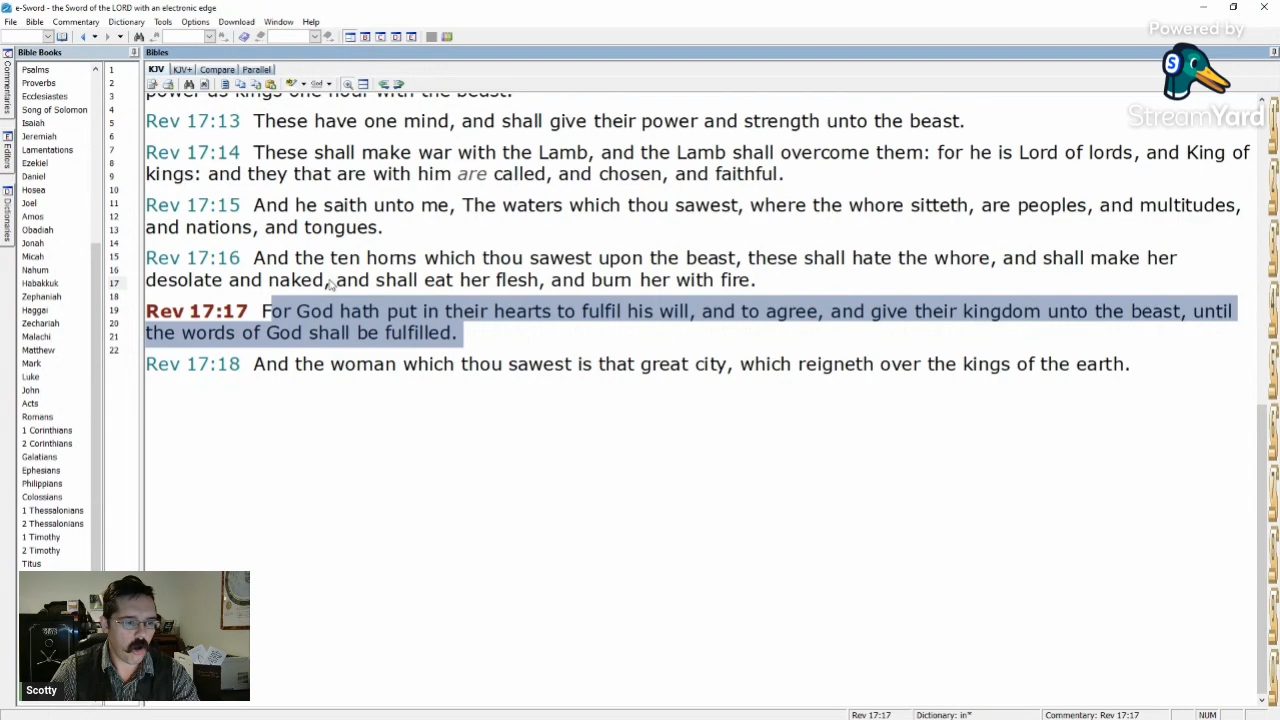 e-Sword - the Sword of the LORD with an electronic edge
File Bible Commentary Dictionary Tools Options Download Window Help
Powered by
StreamYard
Bible Books
Bibles
KJV KJV+ Compare Parallel
Commentaries
Editors
Dictionaries
Psalms
Proverbs
Ecclesiastes
Song of Solomon
Isaiah
Jeremiah
Lamentations
Ezekiel
Daniel
Hosea
Joel
Amos
Obadiah
Jonah
Micah
Nahum
Habakkuk
Zephaniah
Haggai
Zechariah
Malachi
Matthew
Mark
Luke
John
Acts
Romans
1 Corinthians
2 Corinthians
Galatians
Ephesians
Philippians
Colossians
1 Thessalonians
2 Thessalonians
1 Timothy
2 Timothy
Titus
1
2
3
4
5
6
7
8
9
10
11
12
13
14
15
16
17
18
19
20
21
22
power as kings one hour with the beast.
Rev 17:13 These have one mind, and shall give their power and strength unto the beast.
Rev 17:14 These shall make war with the Lamb, and the Lamb shall overcome them: for he is Lord of lords, and King of
kings: and they that are with him are called, and chosen, and faithful.
Rev 17:15 And he saith unto me, The waters which thou sawest, where the whore sitteth, are peoples, and multitudes,
and nations, and tongues.
Rev 17:16 And the ten horns which thou sawest upon the beast, these shall hate the whore, and shall make her
desolate and naked, and shall eat her flesh, and burn her with fire.
Rev 17:17 For God hath put in their hearts to fulfil his will, and to agree, and give their kingdom unto the beast, until
the words of God shall be fulfilled.
Rev 17:18 And the woman which thou sawest is that great city, which reigneth over the kings of the earth.
Scotty
Rev 17:17 Dictionary: in* Commentary: Rev 17:17 NUM